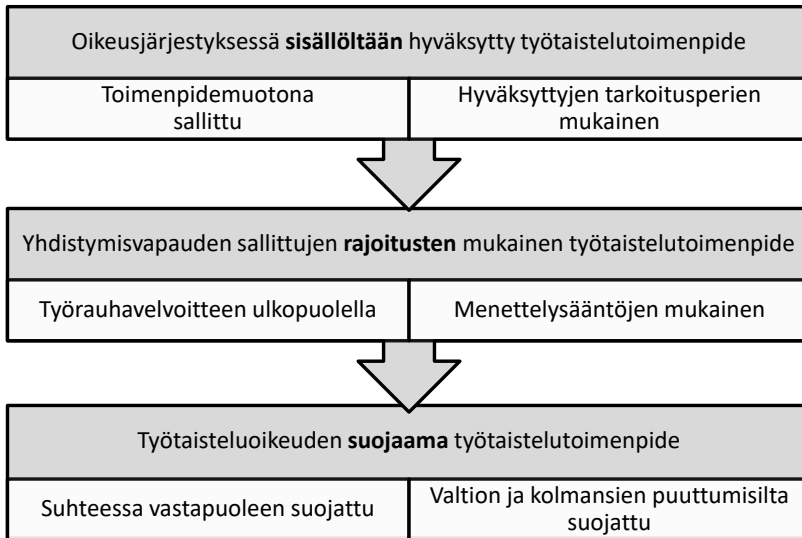 Oikeusjärjestyksessä sisällöltään hyväksytty työtaistelutoimenpide
Toimenpidemuotona
sallittu
Hyväksyttyjen tarkoitusperien
mukainen
Yhdistymisvapauden sallittujen rajoitusten mukainen työtaistelutoimenpide
Työrauhavelvoitteen ulkopuolella
Menettelysääntöjen mukainen
Työtaisteluoikeuden suojaama työtaistelutoimenpide
Suhteessa vastapuoleen suojattu
Valtion ja kolmansien puuttumisilta
suojattu